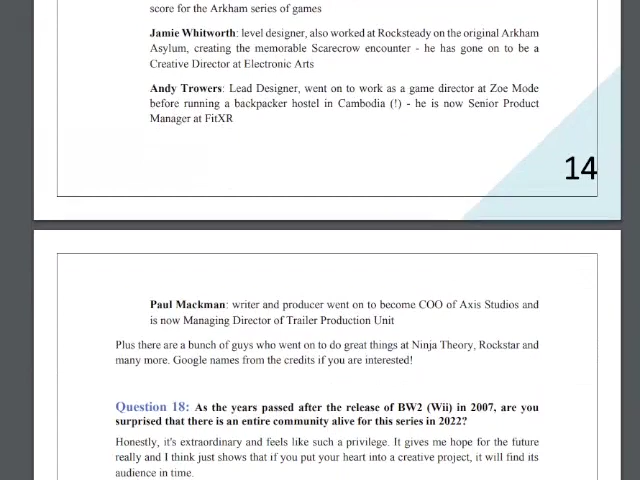 score for the Arkham series of games
Jamie Whitworth: level designer, also worked at Rocksteady on the original Arkham
Asylum, creating the memorable Scarecrow encounter - he has gone on to be a
Creative Director at Electronic Arts
Andy Trowers: Lead Designer, went on to work as a game director at Zoe Mode
before running a backpacker hostel in Cambodia (!) - he is now Senior Product
Manager at FitXR
14
Paul Mackman: writer and producer went on to become COO of Axis Studios and
is now Managing Director of Trailer Production Unit
Plus there are a bunch of guys who went on to do great things at Ninja Theory, Rockstar and
many more. Google names from the credits if you are interested!
Question 18: As the years passed after the release of BW2 (Wii) in 2007, are you
surprised that there is an entire community alive for this series in 2022?
Honestly, it's extraordinary and feels like such a privilege. It gives me hope for the future
really and I think just shows that if you put your heart into a creative project, it will find its
audience in time.